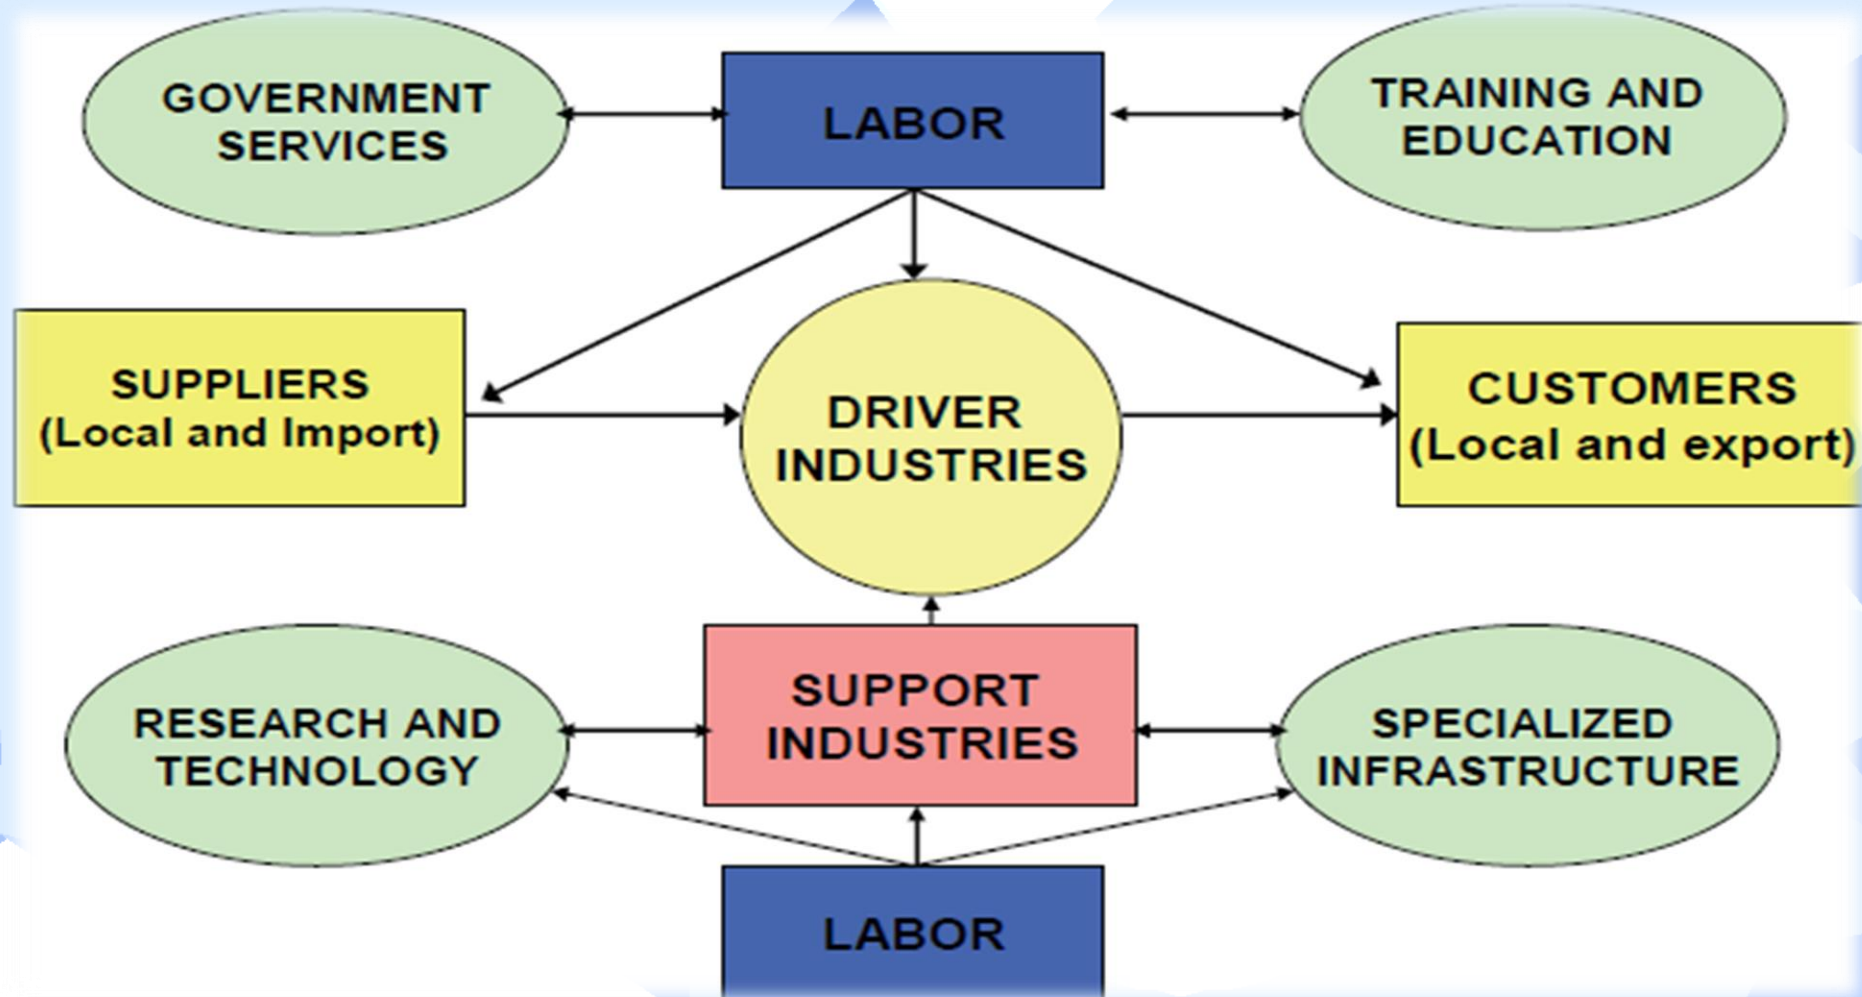 GOVERNMENT
SERVICES
LABOR
TRAINING AND
EDUCATION
SUPPLIERS
(Local and Import)
DRIVER
INDUSTRIES
CUSTOMERS
(Local and export)
RESEARCH AND
TECHNOLOGY
SUPPORT
INDUSTRIES
SPECIALIZED
INFRASTRUCTURE
LABOR